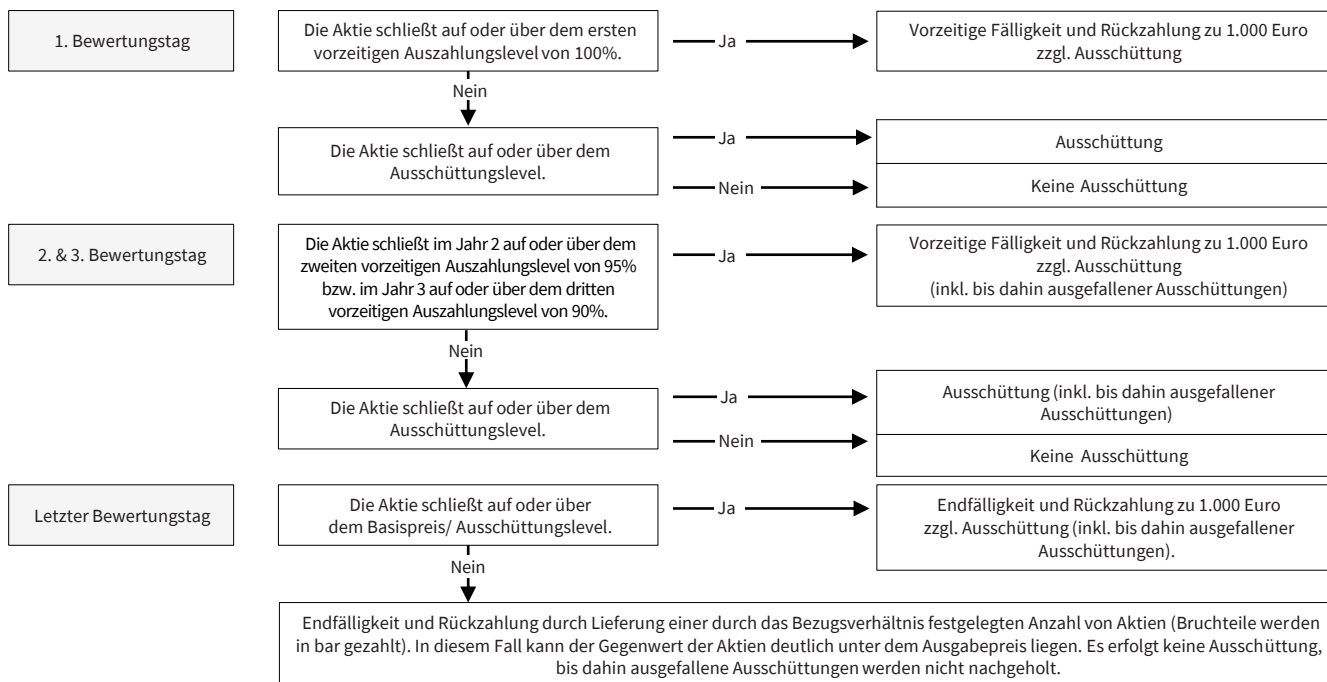 1. Bewertungstag
Die Aktie schließt auf oder über dem ersten
vorzeitigen Auszahlungslevel von 100%.
Ja
Vorzeitige Fälligkeit und Rückzahlung zu 1.000 Euro
zzgl. Ausschüttung
Nein
Die Aktie schließt auf oder über dem
Ausschüttungslevel.
Ja
Ausschüttung
Nein
Keine Ausschüttung
2. & 3. Bewertungstag
Die Aktie schließt im Jahr 2 auf oder über dem
zweiten vorzeitigen Auszahlungslevel von 95%
bzw. im Jahr 3 auf oder über dem dritten
vorzeitigen Auszahlungslevel von 90%.
Ja
Vorzeitige Fälligkeit und Rückzahlung zu 1.000 Euro
zzgl. Ausschüttung
(inkl. bis dahin ausgefallener Ausschüttungen)
Nein
Die Aktie schließt auf oder über dem
Ausschüttungslevel.
Ja
Ausschüttung (inkl. bis dahin ausgefallener
Ausschüttungen)
Nein
Keine Ausschüttung
Letzter Bewertungstag
Die Aktie schließt auf oder über
dem Basispreis/ Ausschüttungslevel.
Ja
Endfälligkeit und Rückzahlung zu 1.000 Euro
zzgl. Ausschüttung (inkl. bis dahin ausgefallener
Ausschüttungen).
Nein
Endfälligkeit und Rückzahlung durch Lieferung einer durch das Bezugsverhältnis festgelegten Anzahl von Aktien (Bruchteile werden
in bar gezahlt). In diesem Fall kann der Gegenwert der Aktien deutlich unter dem Ausgabepreis liegen. Es erfolgt keine Ausschüttung,
bis dahin ausgefallene Ausschüttungen werden nicht nachgeholt.